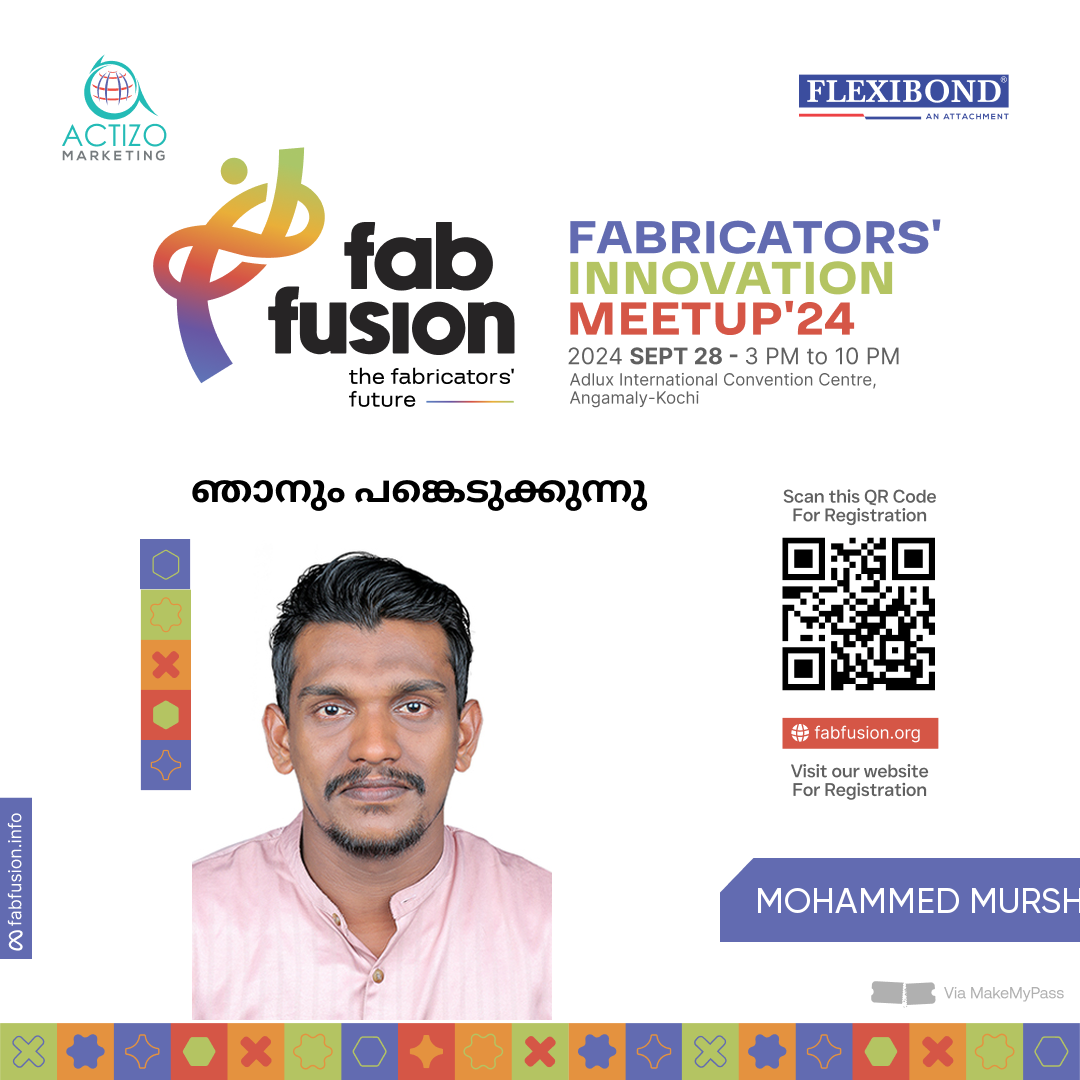 ACTIZO
MARKETING
FLEXIBOND®
AN ATTACHMENT
fab
fusion
the fabricators'
future
FABRICATORS'
INNOVATION
MEETUP'24
2024 SEPT 28 - 3 PM to 10 PM
Adlux International Convention Centre,
Angamaly-Kochi
ഞാനും പങ്കെടുക്കുന്നു
Scan this QR Code
For Registration
fabfusion.org
Visit our website
For Registration
fabfusion.info
MOHAMMED MURSH
Via MakeMyPass